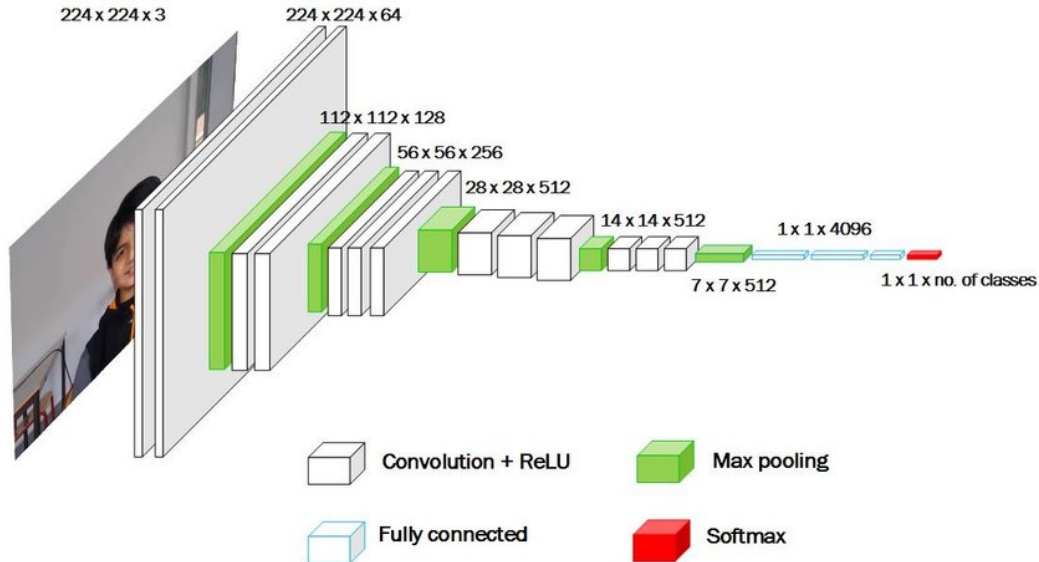 224 x 224 x 3
224 x 224 x 64
112 x 112 x 128
56 x 56 x 256
28 x 28 x 512
14 x 14 x 512
1 x 1 x 4096
7 x 7 x 512
1 x 1 x no. of classes
Convolution + ReLU
Max pooling
Fully connected
Softmax